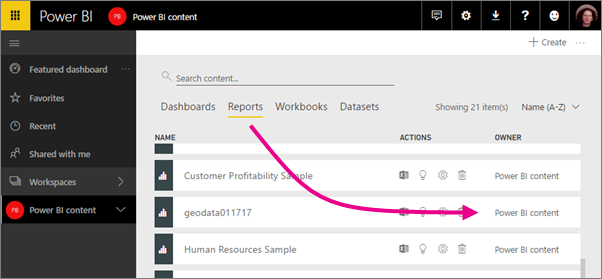 Power BI PB Power BI content ?
Create ...
Featured dashboard ...
Search content...
Favorites
Dashboards Reports Workbooks Datasets Showing 21 item(s) Name (A-Z)
Recent
NAME ACTIONS OWNER
Shared with me
Customer Profitability Sample Power BI content
Workspaces
PB Power BI content
geodata011717 Power BI content
Human Resources Sample Power BI content